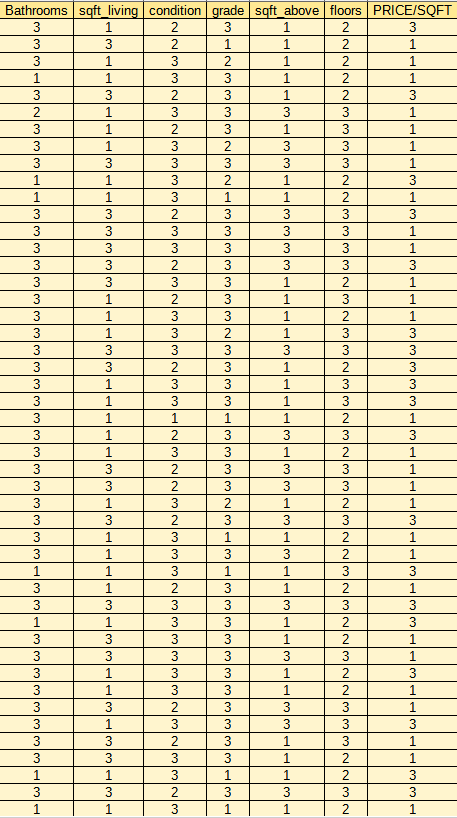 Bathrooms sqft_living condition grade sqft_above floors PRICE/SQFT
3 1 2 3 1 2 3
3 3 2 1 1 2 1
3 1 3 2 1 2 1
1 1 3 3 1 2 1
3 3 2 3 1 2 3
2 1 3 3 3 3 1
3 1 2 3 1 3 1
3 1 3 2 3 3 1
3 3 3 3 3 3 1
1 1 3 2 1 2 3
1 1 3 1 1 2 1
3 3 2 3 3 3 3
3 3 3 3 3 3 1
3 3 3 3 3 3 1
3 3 2 3 3 3 3
3 3 3 3 1 2 1
3 1 2 3 1 3 1
3 1 3 3 1 2 1
3 1 3 2 1 3 3
3 3 3 3 3 3 3
3 3 2 3 1 2 3
3 1 3 3 1 3 3
3 1 3 3 1 3 3
3 1 1 1 1 2 1
3 1 2 3 3 3 3
3 1 3 3 1 2 1
3 3 2 3 3 3 1
3 3 2 3 3 3 1
3 1 3 2 1 2 1
3 3 2 3 3 3 3
3 1 3 1 1 2 1
3 1 3 3 3 2 1
1 1 3 1 1 3 3
3 1 2 3 1 2 1
3 3 3 3 3 3 3
1 1 3 3 1 2 3
3 3 3 3 1 2 1
3 3 3 3 3 3 1
3 1 3 3 1 2 3
3 1 3 3 1 2 1
3 3 2 3 3 3 1
3 1 3 3 3 3 3
3 3 2 3 1 3 1
3 3 3 3 1 2 1
1 1 3 1 1 2 3
3 3 2 3 3 3 3
1 1 3 1 1 2 1